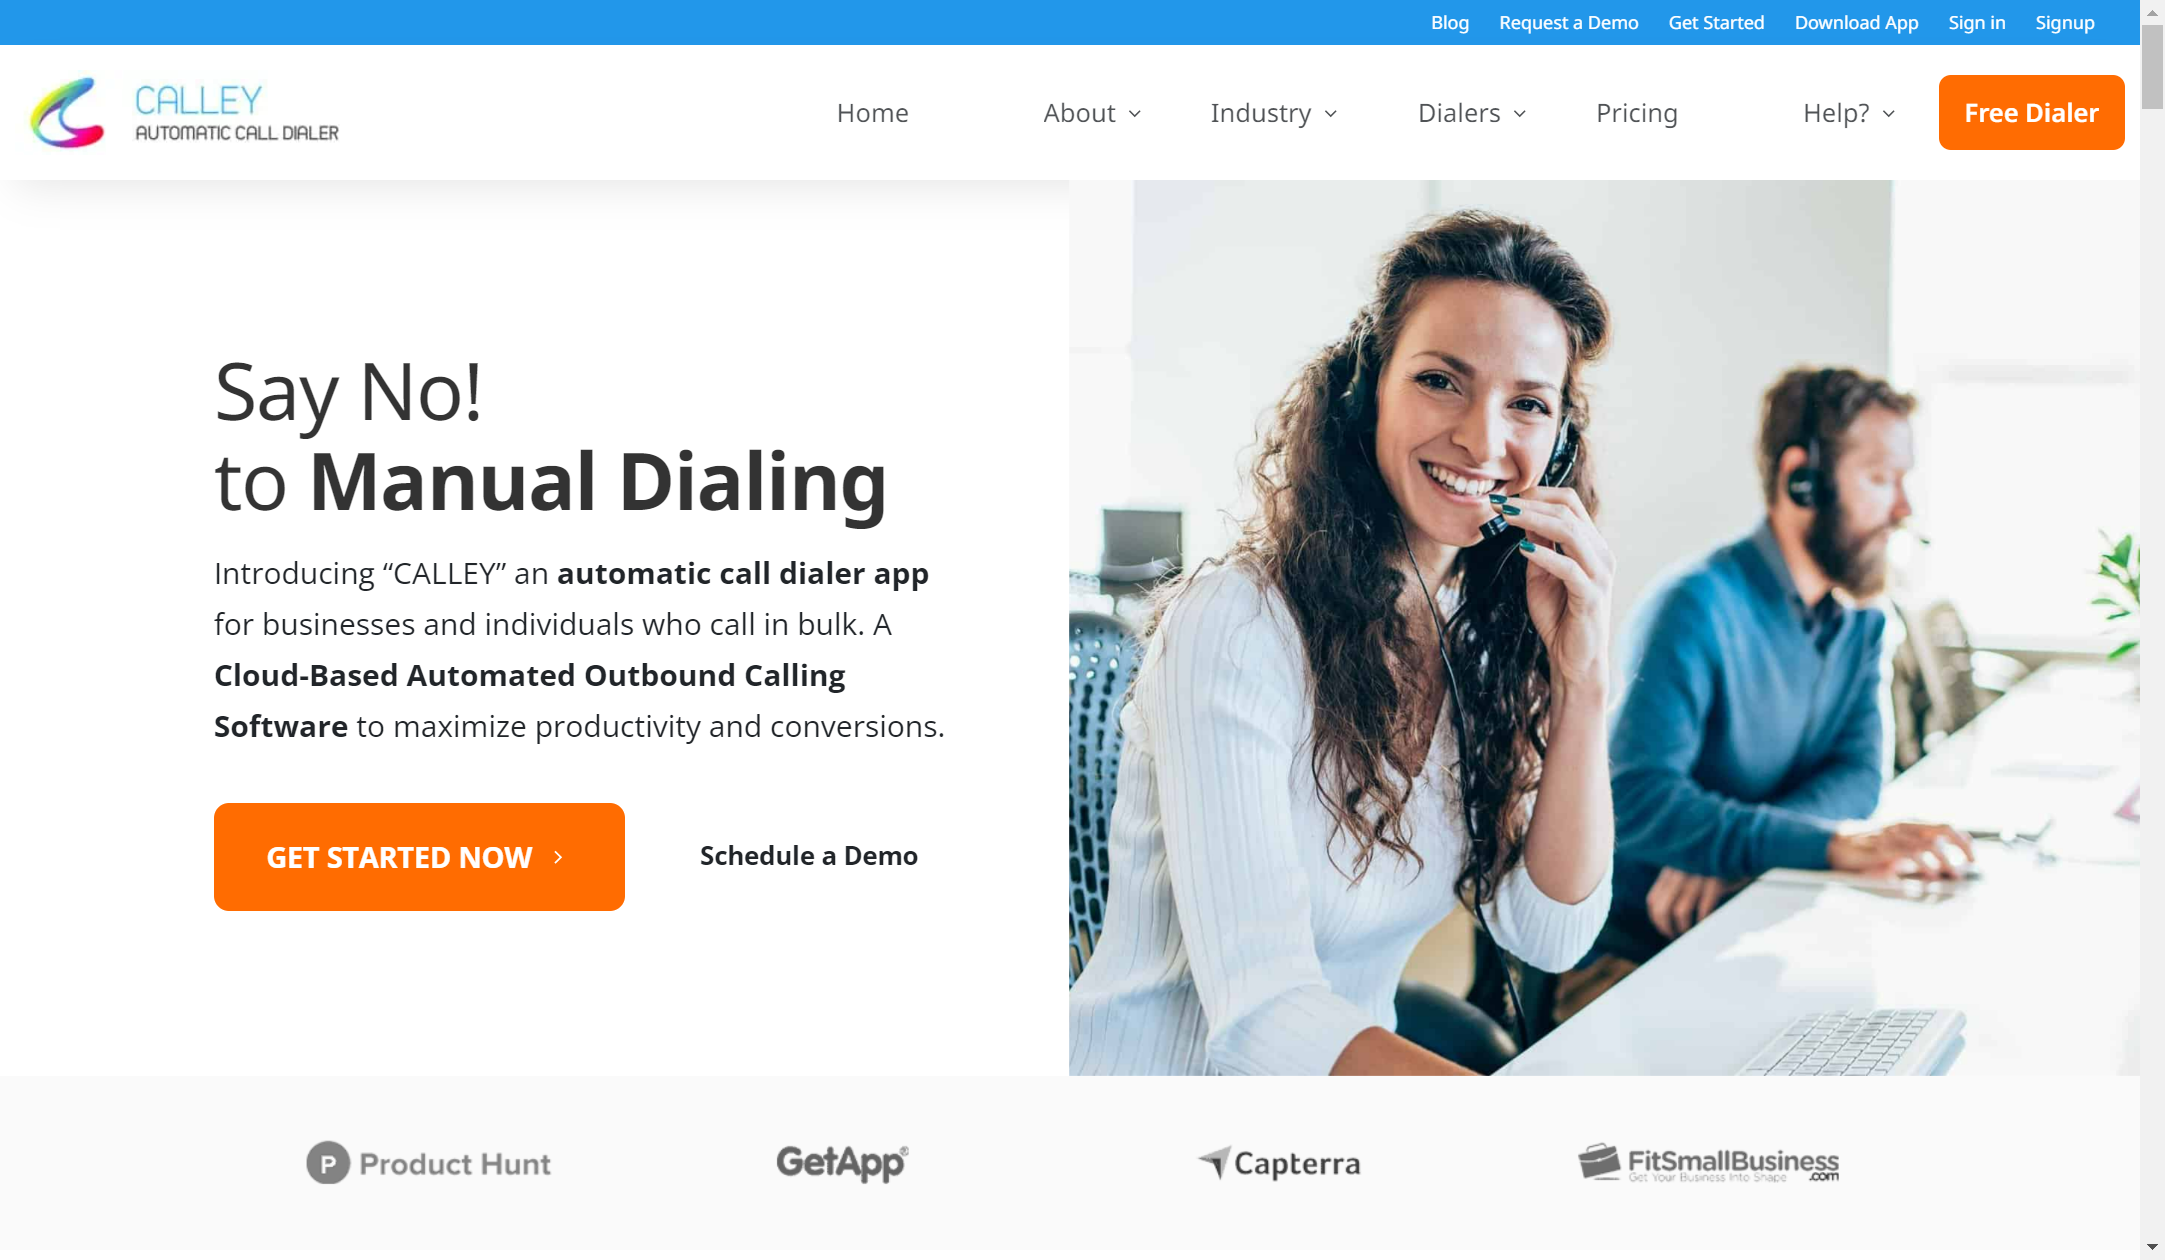 Blog Request a Demo Get Started Download App Sign in Signup
CALLEY
AUTOMATIC CALL DIALER
Home About Industry Dialers Pricing Help? Free Dialer
Say No!
to Manual Dialing
Introducing “CALLEY” an automatic call dialer app
for businesses and individuals who call in bulk. A
Cloud-Based Automated Outbound Calling
Software to maximize productivity and conversions.
GET STARTED NOW
Schedule a Demo
P Product Hunt
GetApp®
Capterra
FitSmallBusiness
Get Your Business Into Shape .com